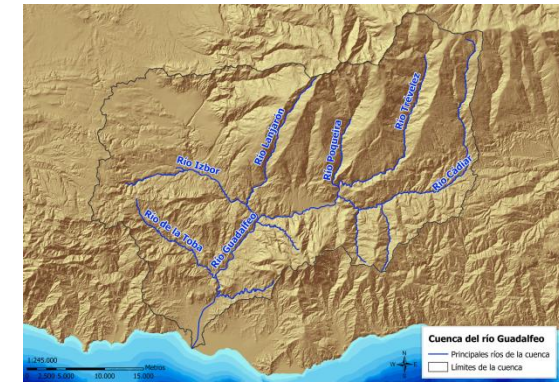 Río Lanjarón
Río Poqueira
Río Trévelez
Río Cádiar
Río Izbor
Río de la Toba
Río Guadalfeo
1:245.000
Metros
0 2.500 5.000 10.000 15.000
N
W E
S
Cuenca del río Guadalfeo
Principales ríos de la cuenca
Límites de la cuenca